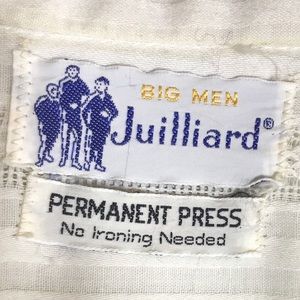 BIG MEN
Juilliard®
PERMANENT PRESS
No Ironing Needed